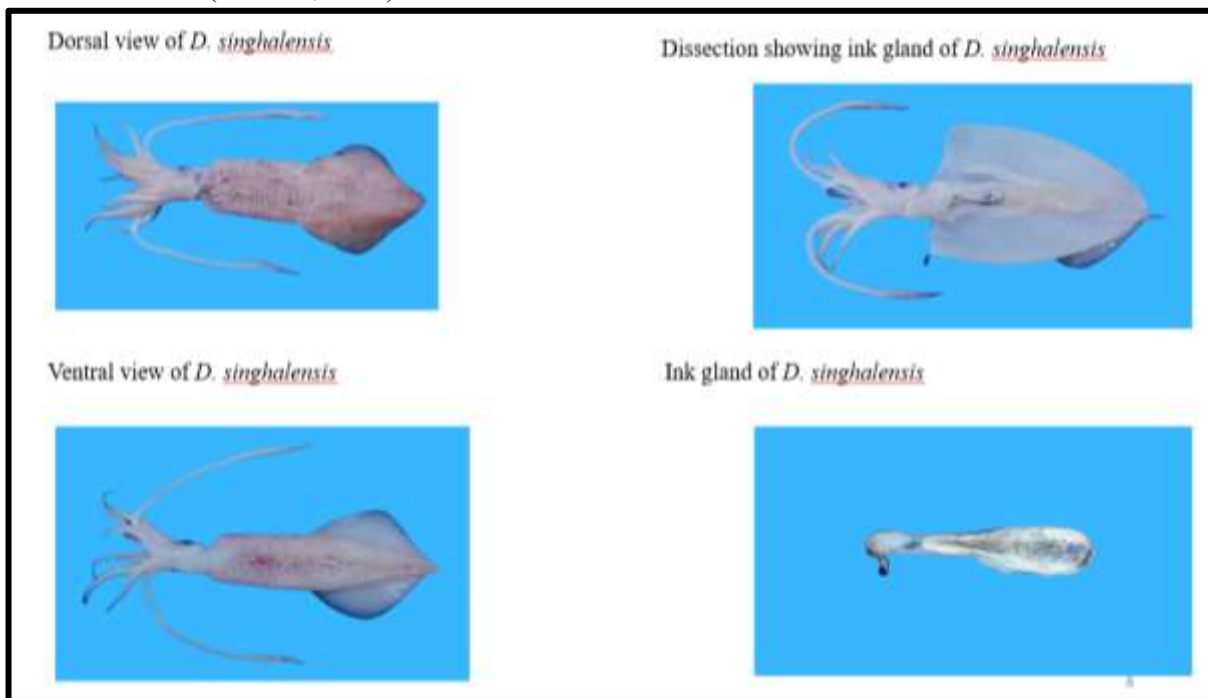 Dorsal view of D. singhalensis
Dissection showing ink gland of D. singhalensis
Ventral view of D. singhalensis
Ink gland of D. singhalensis